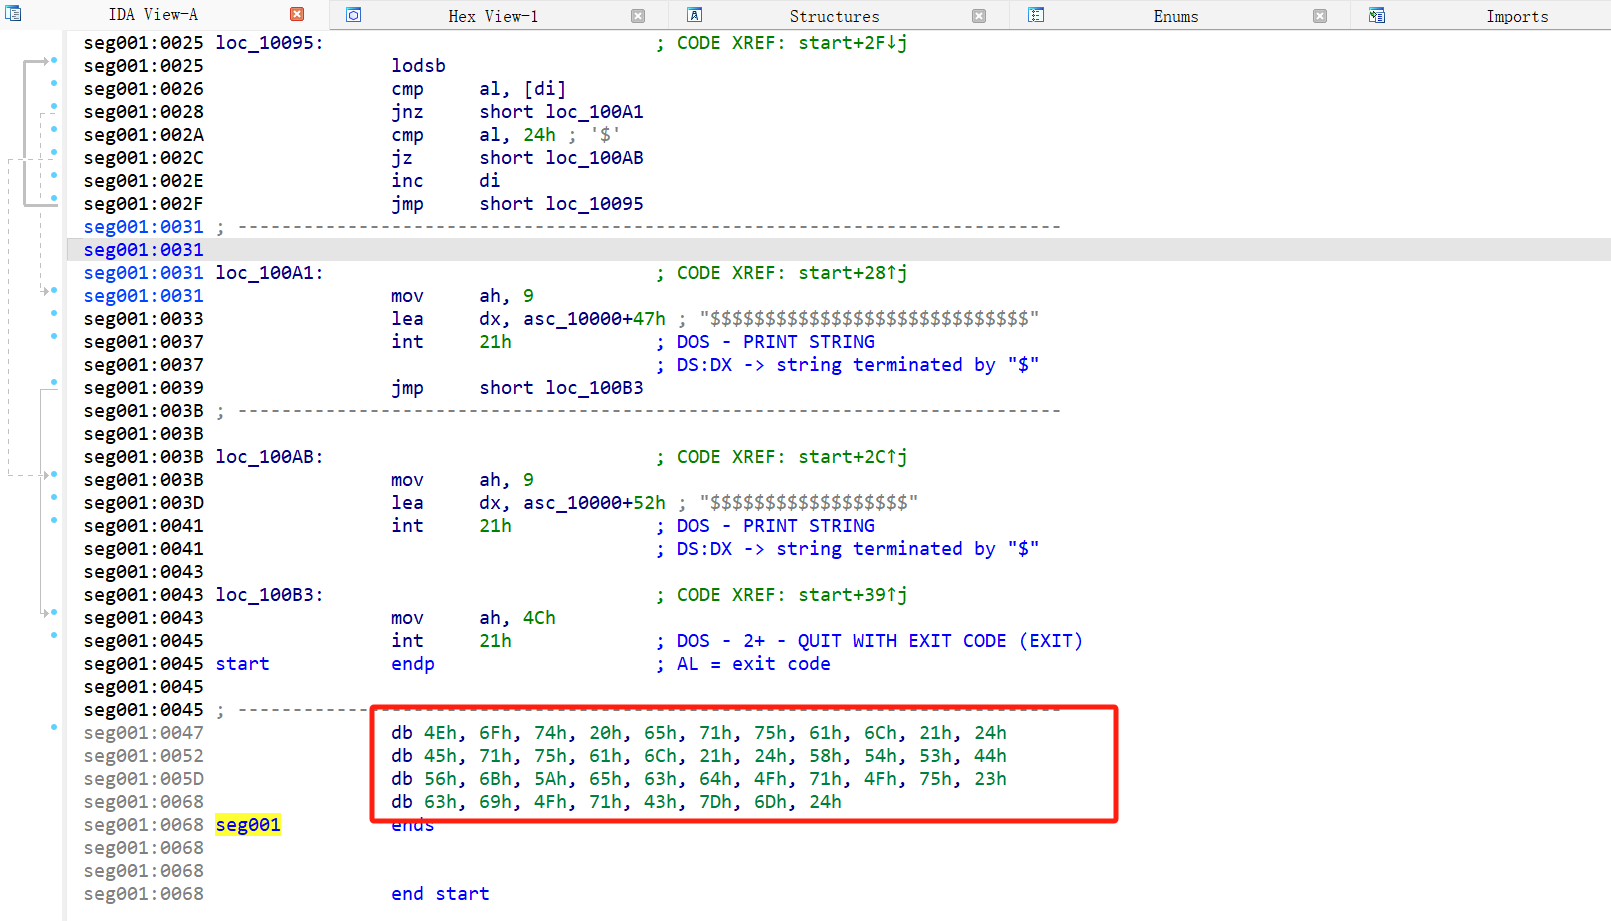 IDA View-A Hex View-1 Structures Enums Imports
seg001:0025 loc_10095: ; CODE XREF: start+2F↓j
seg001:0025 lodsb
seg001:0026 cmp al, [di]
seg001:0028 jnz short loc_100A1
seg001:002A cmp al, 24h ; '$'
seg001:002C jz short loc_100AB
seg001:002E inc di
seg001:002F jmp short loc_10095
seg001:0031 ; ---------------------------------------------------------------------------
seg001:0031
seg001:0031 loc_100A1: ; CODE XREF: start+28↑j
seg001:0031 mov ah, 9
seg001:0033 lea dx, asc_10000+47h ; "$$$$$$$$$$$$$$$$$$$$$$$$$$$$$"
seg001:0037 int 21h ; DOS - PRINT STRING
seg001:0037 ; DS:DX -> string terminated by "$"
seg001:0039 jmp short loc_100B3
seg001:003B ; ---------------------------------------------------------------------------
seg001:003B
seg001:003B loc_100AB: ; CODE XREF: start+2C↑j
seg001:003B mov ah, 9
seg001:003D lea dx, asc_10000+52h ; "$$$$$$$$$$$$$$$$$$"
seg001:0041 int 21h ; DOS - PRINT STRING
seg001:0041 ; DS:DX -> string terminated by "$"
seg001:0043
seg001:0043 loc_100B3: ; CODE XREF: start+39↑j
seg001:0043 mov ah, 4Ch
seg001:0045 int 21h ; DOS - 2+ - QUIT WITH EXIT CODE (EXIT)
seg001:0045 start endp ; AL = exit code
seg001:0045
seg001:0045 ; ---------------------------------------------------------------------------
seg001:0047 db 4Eh, 6Fh, 74h, 20h, 65h, 71h, 75h, 61h, 6Ch, 21h, 24h
seg001:0052 db 45h, 71h, 75h, 61h, 6Ch, 21h, 24h, 58h, 54h, 53h, 44h
seg001:005D db 56h, 6Bh, 5Ah, 65h, 63h, 64h, 4Fh, 71h, 4Fh, 75h, 23h
seg001:0068 db 63h, 69h, 4Fh, 71h, 43h, 7Dh, 6Dh, 24h
seg001:0068 seg001 ends
seg001:0068
seg001:0068
seg001:0068 end start